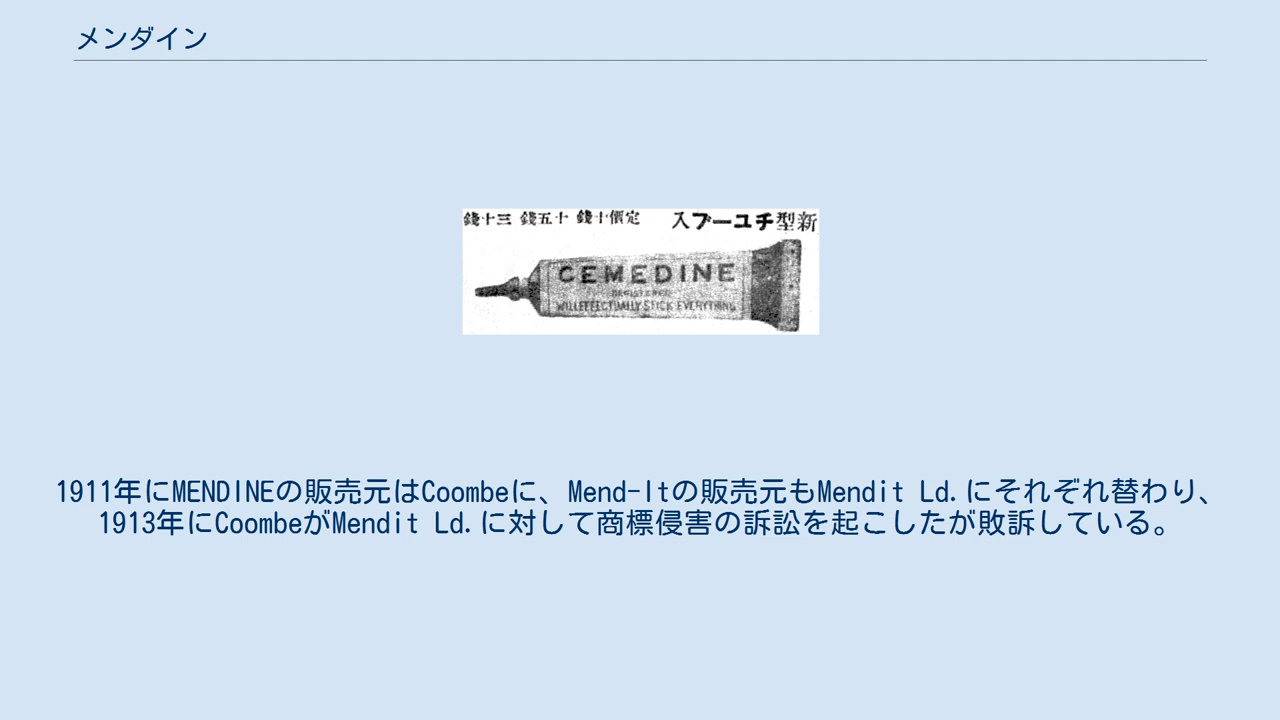 メンダイン
新型チユーブ入 定價十錢 十五錢 三十錢
CEMEDINE
REGISTERED
WILL EFFECTUALLY STICK EVERYTHING
1911年にMENDINEの販売元はCoombeに、Mend-Itの販売元もMendit Ld.にそれぞれ替わり、
1913年にCoombeがMendit Ld.に対して商標侵害の訴訟を起こしたが敗訴している。